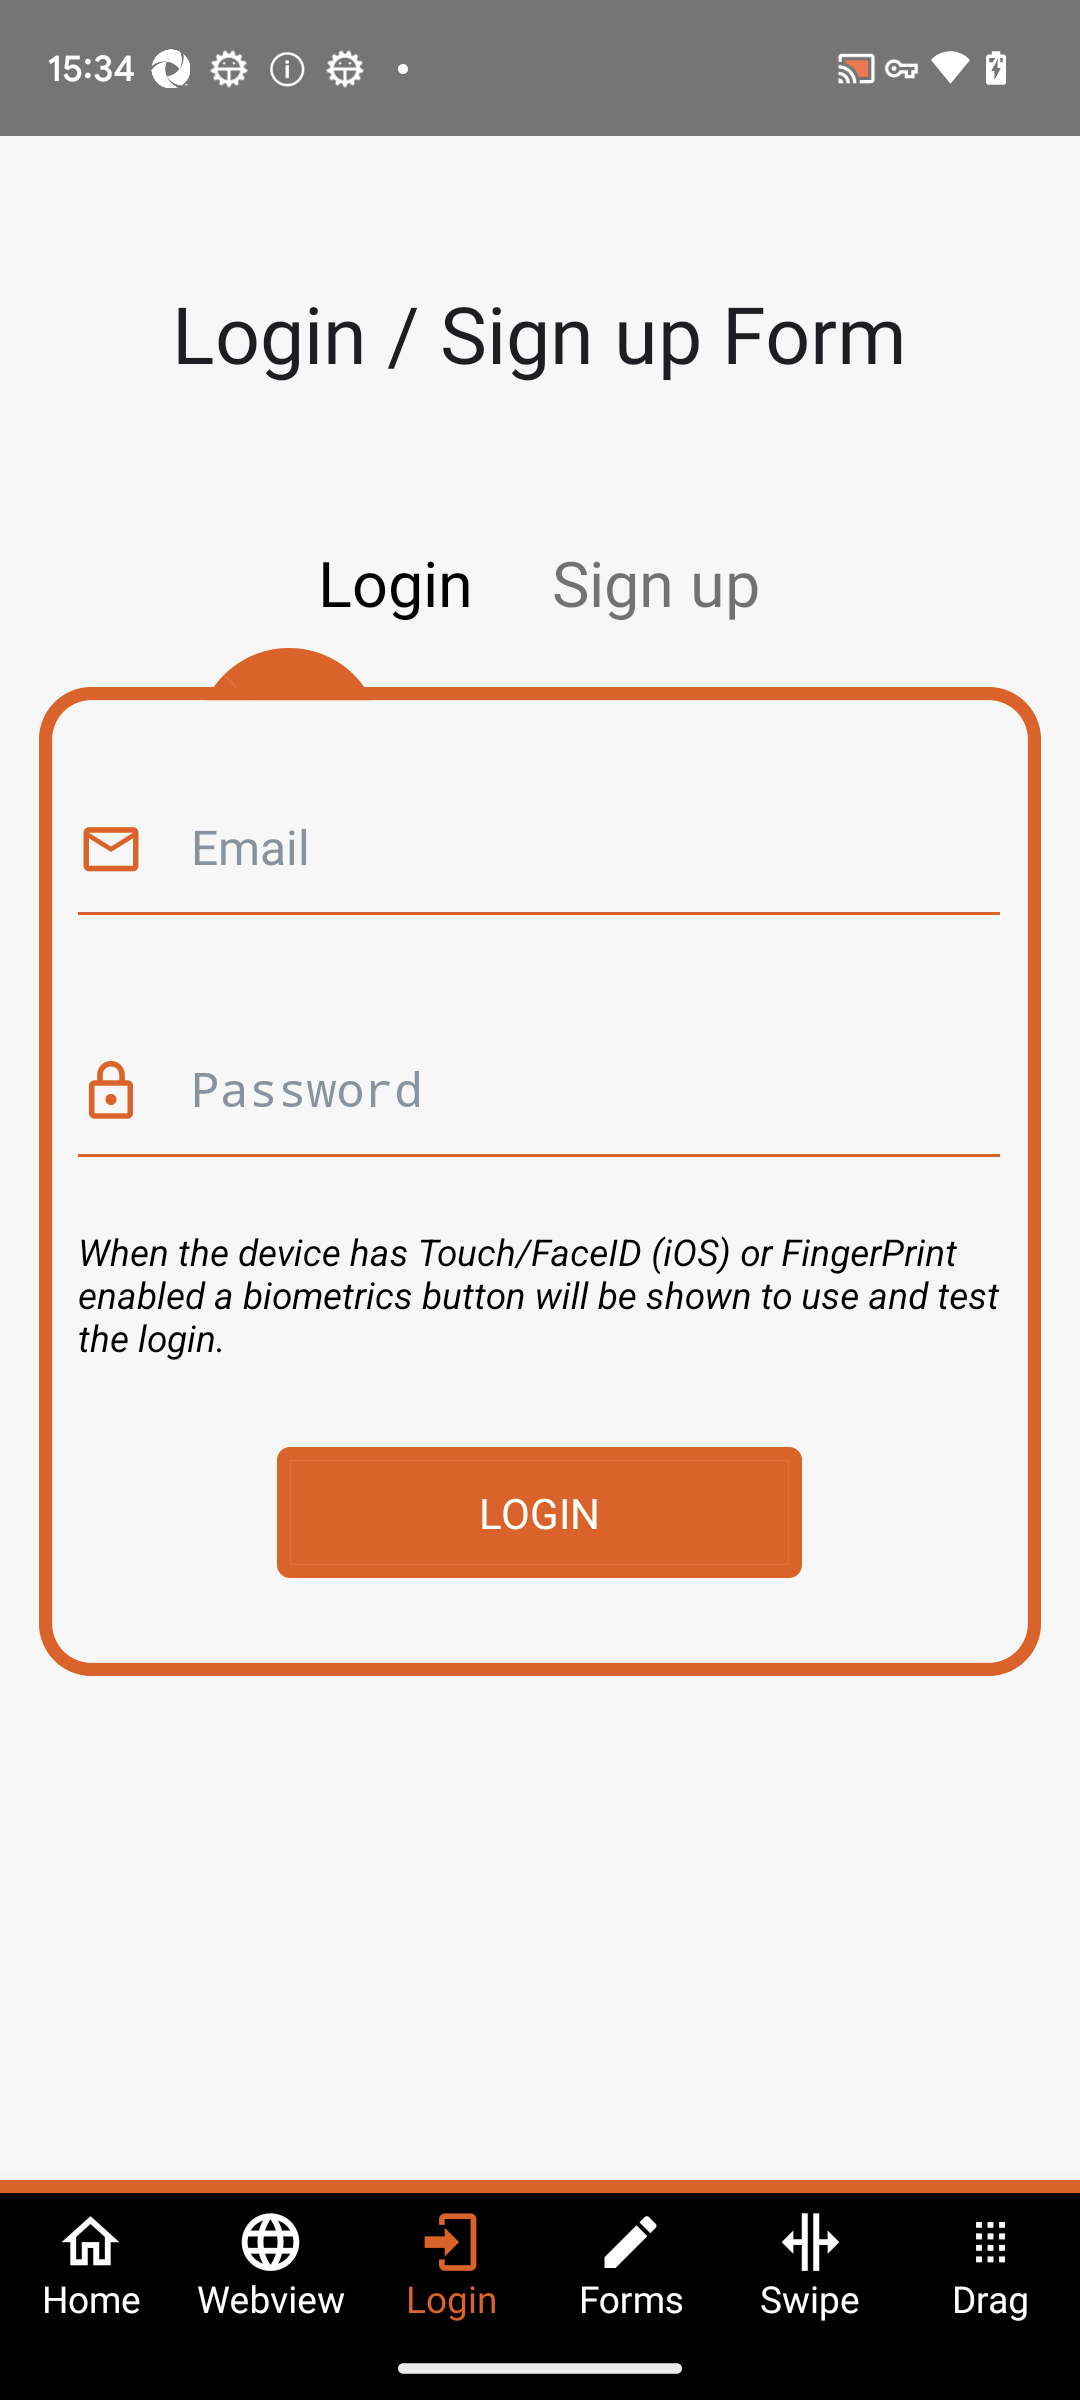 15:34
Login / Sign up Form
Login Sign up
Email
Password
When the device has Touch/FaceID (iOS) or FingerPrint
enabled a biometrics button will be shown to use and test
the login.
LOGIN
Home Webview Login Forms Swipe Drag